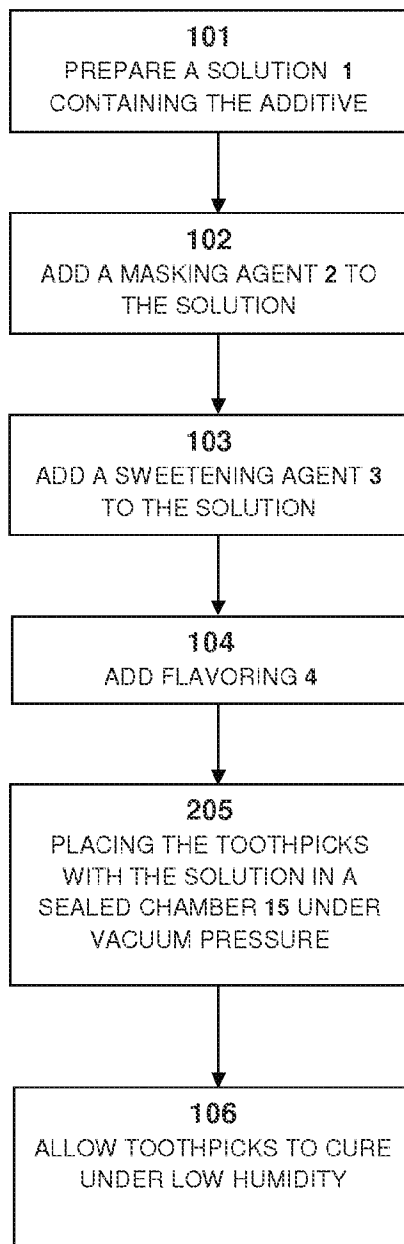 101
PREPARE A SOLUTION 1
CONTAINING THE ADDITIVE
102
ADD A MASKING AGENT 2 TO
THE SOLUTION
103
ADD A SWEETENING AGENT 3
TO THE SOLUTION
104
ADD FLAVORING 4
205
PLACING THE TOOTHPICKS
WITH THE SOLUTION IN A
SEALED CHAMBER 15 UNDER
VACUUM PRESSURE
106
ALLOW TOOTHPICKS TO CURE
UNDER LOW HUMIDITY